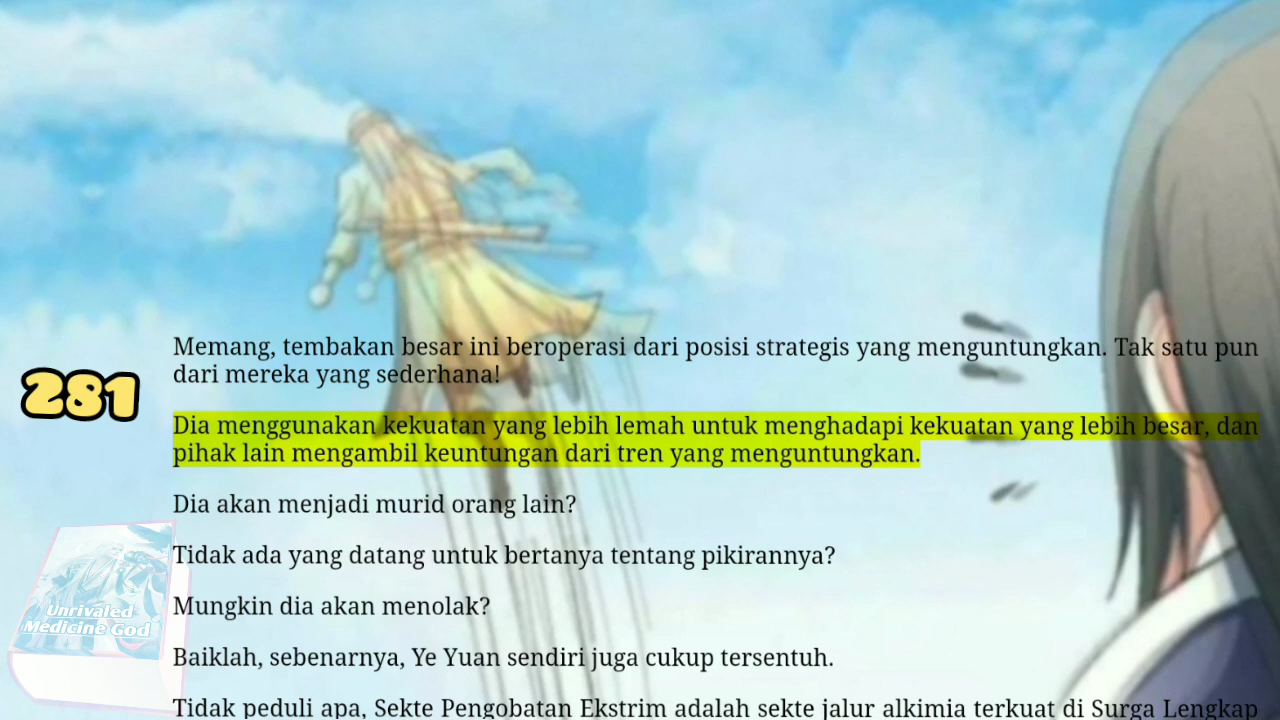 Memang, tembakan besar ini beroperasi dari posisi strategis yang menguntungkan. Tak satu pun
dari mereka yang sederhana!
281
Dia menggunakan kekuatan yang lebih lemah untuk menghadapi kekuatan yang lebih besar, dan
pihak lain mengambil keuntungan dari tren yang menguntungkan.
Dia akan menjadi murid orang lain?
Tidak ada yang datang untuk bertanya tentang pikirannya?
Mungkin dia akan menolak?
Unrivaled
Medicine God
Baiklah, sebenarnya, Ye Yuan sendiri juga cukup tersentuh.
Tidak peduli apa, Sekte Pengobatan Ekstrim adalah sekte jalur alkimia terkuat di Surga Lengkap